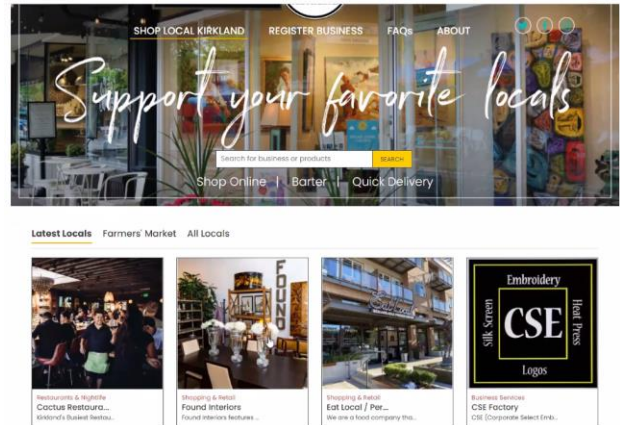 SHOP LOCAL KIRKLAND REGISTER BUSINESS FAQs ABOUT
Support your favorite locals
Search for business or products SEARCH
Shop Online | Barter | Quick Delivery
Latest Locals Farmers' Market All Locals
FOUND
Embroidery
Silk Screen
CSE
Heat Press
Logos
Restaurants & Nightlife
Cactus Restaura...
Kirkland's Busiest Restau...
Shopping & Retail
Found Interiors
Found Interiors features ...
Shopping & Retail
Eat Local / Per...
We are a food company tha...
Business Services
CSE Factory
CSE (Corporate Select Emb...